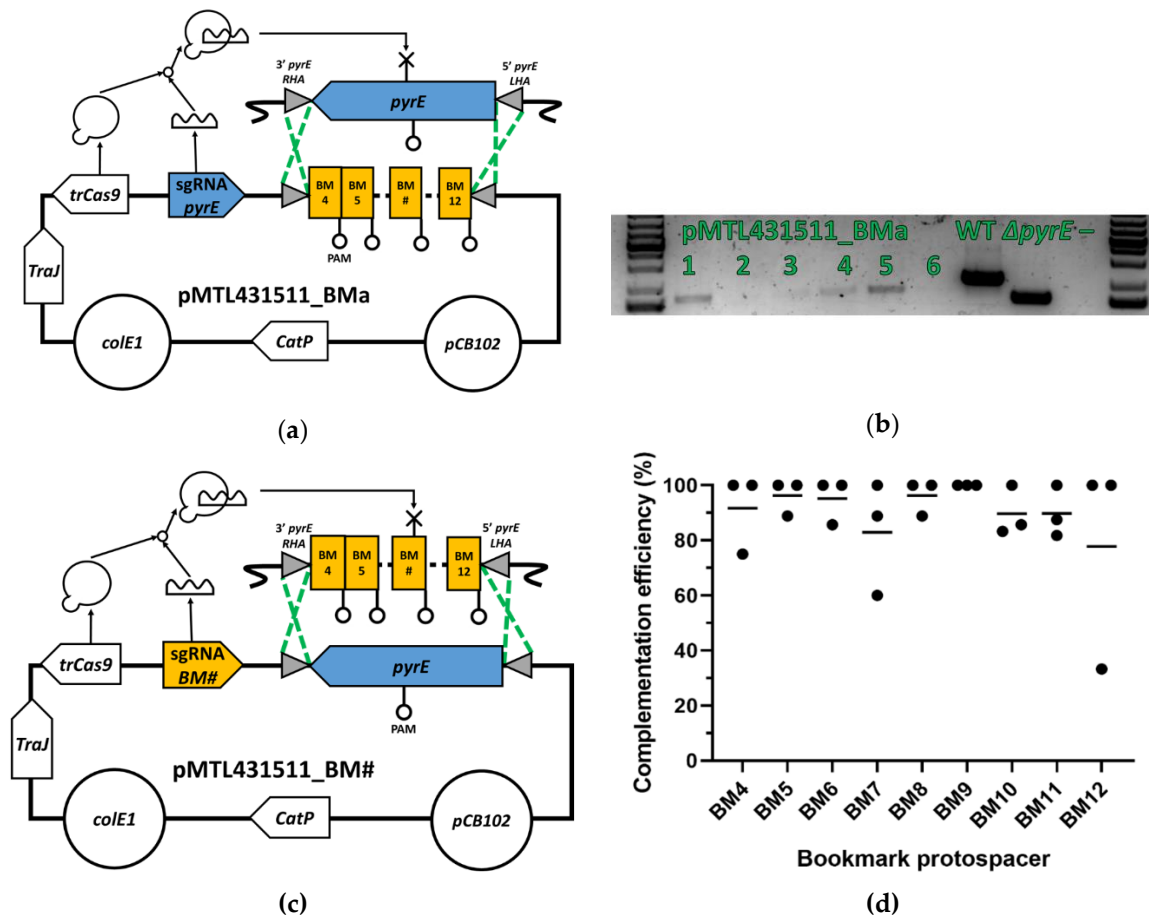 3' pyrE
RHA
5' pyrE
LHA
pyrE
trCas9
sgRNA
pyrE
BM
4
BM
5
BM
#
BM
12
PAM
TraJ
pMTL431511_BMa
colE1
CatP
pCB102
(a)
pMTL431511_BMa WT ΔpyrE –
1 2 3 4 5 6
(b)
3' pyrE
RHA
5' pyrE
LHA
BM
4
BM
5
BM
#
BM
12
trCas9
sgRNA
BM#
pyrE
PAM
TraJ
pMTL431511_BM#
colE1
CatP
pCB102
(c)
Complementation efficiency (%)
100
80
60
40
20
0
BM4 BM5 BM6 BM7 BM8 BM9 BM10 BM11 BM12
Bookmark protospacer
(d)